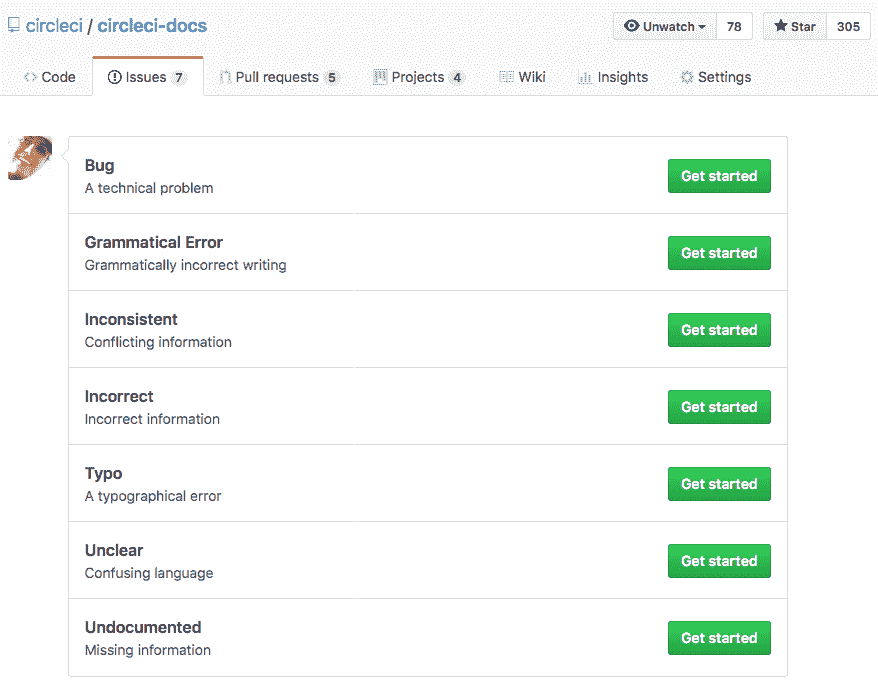 circleci / circleci-docs
Unwatch 78 Star 305
Code Issues 7 Pull requests 5 Projects 4 Wiki Insights Settings
Bug
A technical problem
Get started
Grammatical Error
Grammatically incorrect writing
Get started
Inconsistent
Conflicting information
Get started
Incorrect
Incorrect information
Get started
Typo
A typographical error
Get started
Unclear
Confusing language
Get started
Undocumented
Missing information
Get started